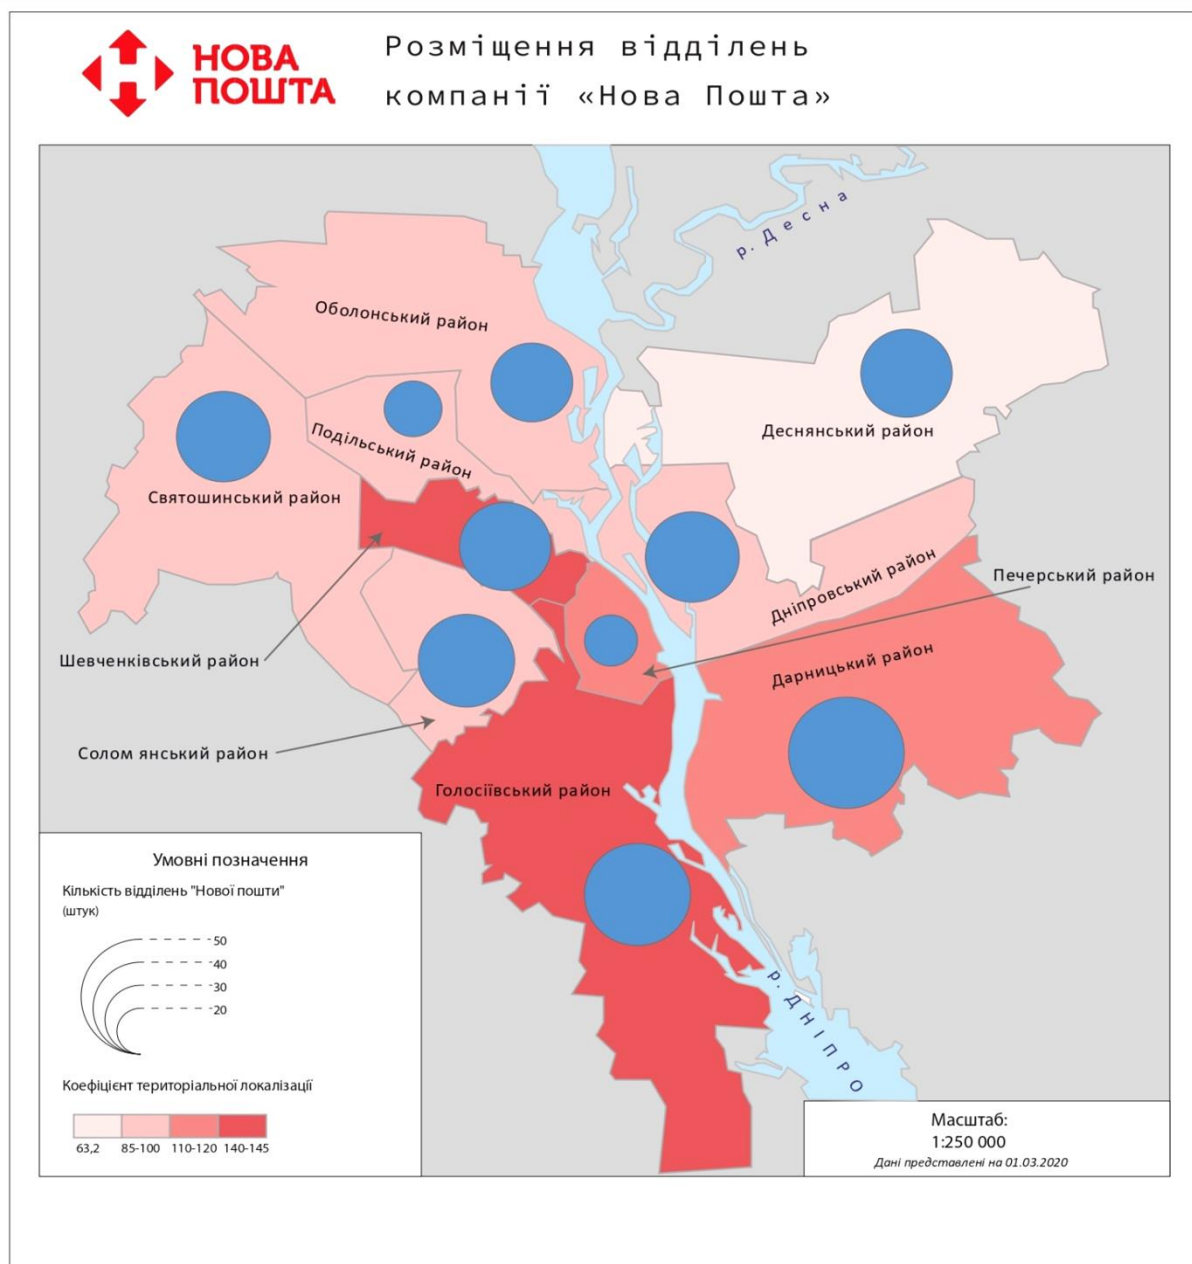 НОВА
ПОШТА
Розміщення відділень
компанії «Нова Пошта»
р. Десна
Оболонський район
Деснянський район
Подільський район
Святошинський район
Дніпровський район
Печерський район
Шевченківський район
Дарницький район
Солом янський район
Голосіївський район
р. ДНІПРО
Умовні позначення
Кількість відділень "Нової пошти"
(штук)
50
40
30
20
Коефіцієнт територіальної локалізації
63,2 85-100 110-120 140-145
Масштаб:
1:250 000
Дані представлені на 01.03.2020